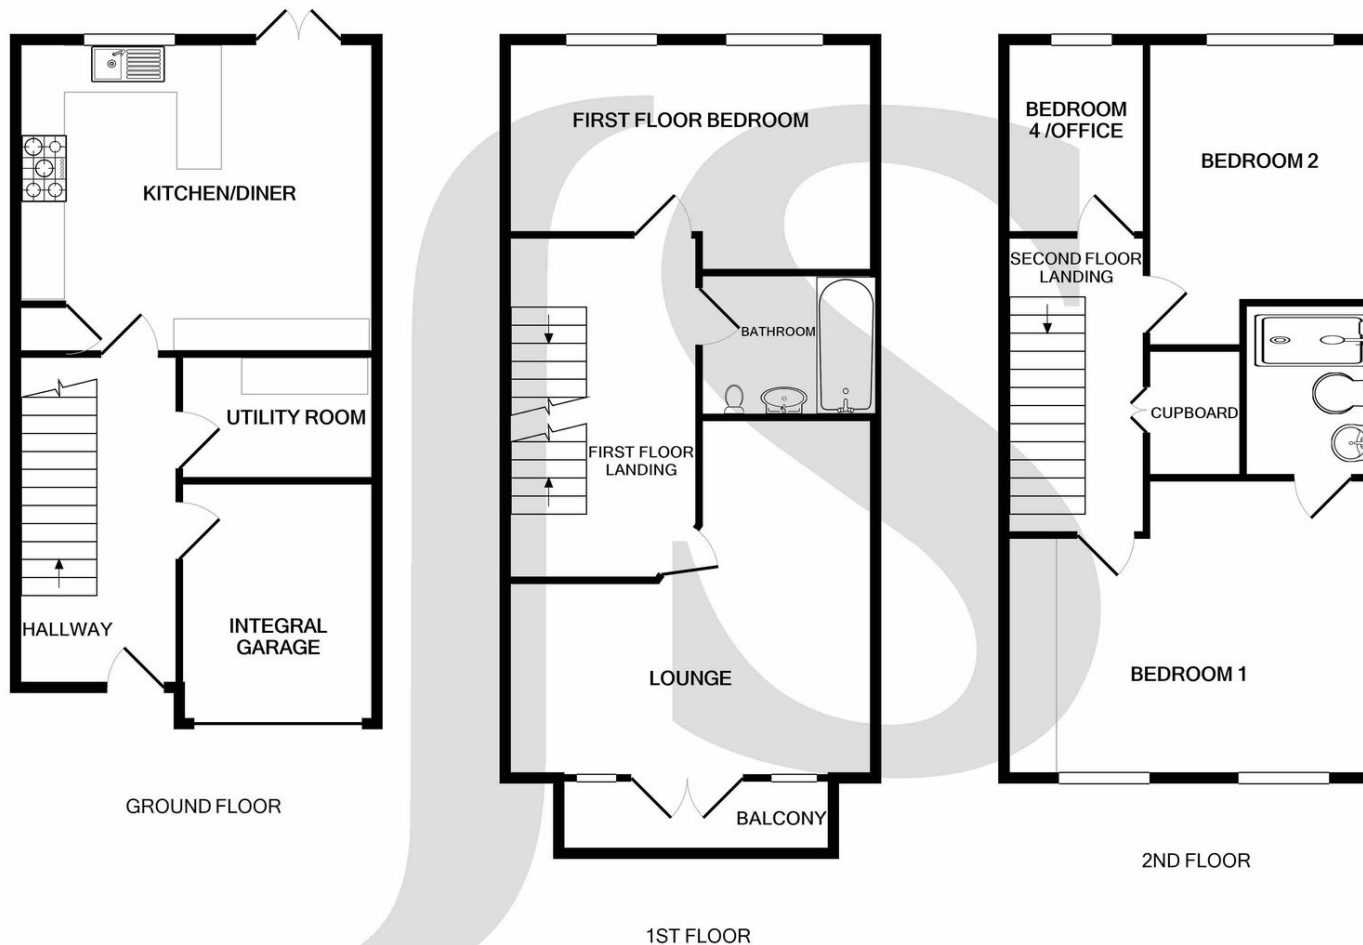 KITCHEN/DINER
UTILITY ROOM
HALLWAY
INTEGRAL
GARAGE
GROUND FLOOR
FIRST FLOOR BEDROOM
BATHROOM
FIRST FLOOR
LANDING
LOUNGE
BALCONY
1ST FLOOR
BEDROOM
4 /OFFICE
BEDROOM 2
SECOND FLOOR
LANDING
CUPBOARD
BEDROOM 1
2ND FLOOR
JS